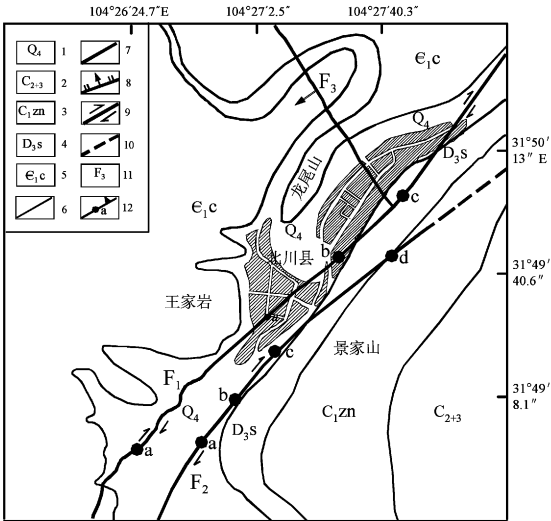 104°26′24.7″E 104°27′2.5″ 104°27′40.3″
Q4 1 7
C2+3 2 8
C1zn 3 9
D3s 4 10
Є1c 5 F3 11
6 a 12
F3
Є1c
Q4
D3s
31°50′
13″ E
龙尾山
Є1c
c
Q4
b
北川县
d
31°49′
40.6″
王家岩
景家山
c
F1
b
Q4
D3s
C1zn
C2+3
31°49′
8.1″
a
a
F2